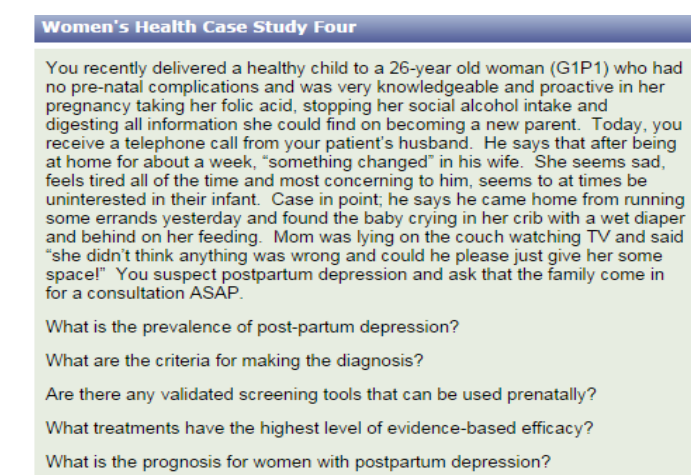 Women's Health Case Study Four
You recently delivered a healthy child to a 26-year old woman (G1P1) who had
no pre-natal complications and was very knowledgeable and proactive in her
pregnancy taking her folic acid, stopping her social alcohol intake and
digesting all information she could find on becoming a new parent.  Today, you
receive a telephone call from your patient's husband.  He says that after being
at home for about a week, “something changed” in his wife.  She seems sad,
feels tired all of the time and most concerning to him, seems to at times be
uninterested in their infant.  Case in point; he says he came home from running
some errands yesterday and found the baby crying in her crib with a wet diaper
and behind on her feeding.  Mom was lying on the couch watching TV and said
“she didn't think anything was wrong and could he please just give her some
space!”  You suspect postpartum depression and ask that the family come in
for a consultation ASAP.
What is the prevalence of post-partum depression?
What are the criteria for making the diagnosis?
Are there any validated screening tools that can be used prenatally?
What treatments have the highest level of evidence-based efficacy?
What is the prognosis for women with postpartum depression?